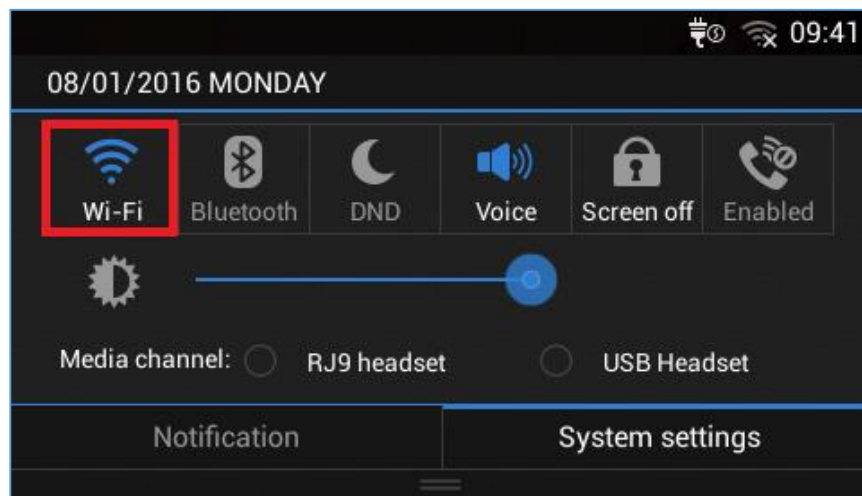 09:41
08/01/2016 MONDAY
Wi-Fi Bluetooth DND Voice Screen off Enabled
Media channel: RJ9 headset USB Headset
Notification System settings